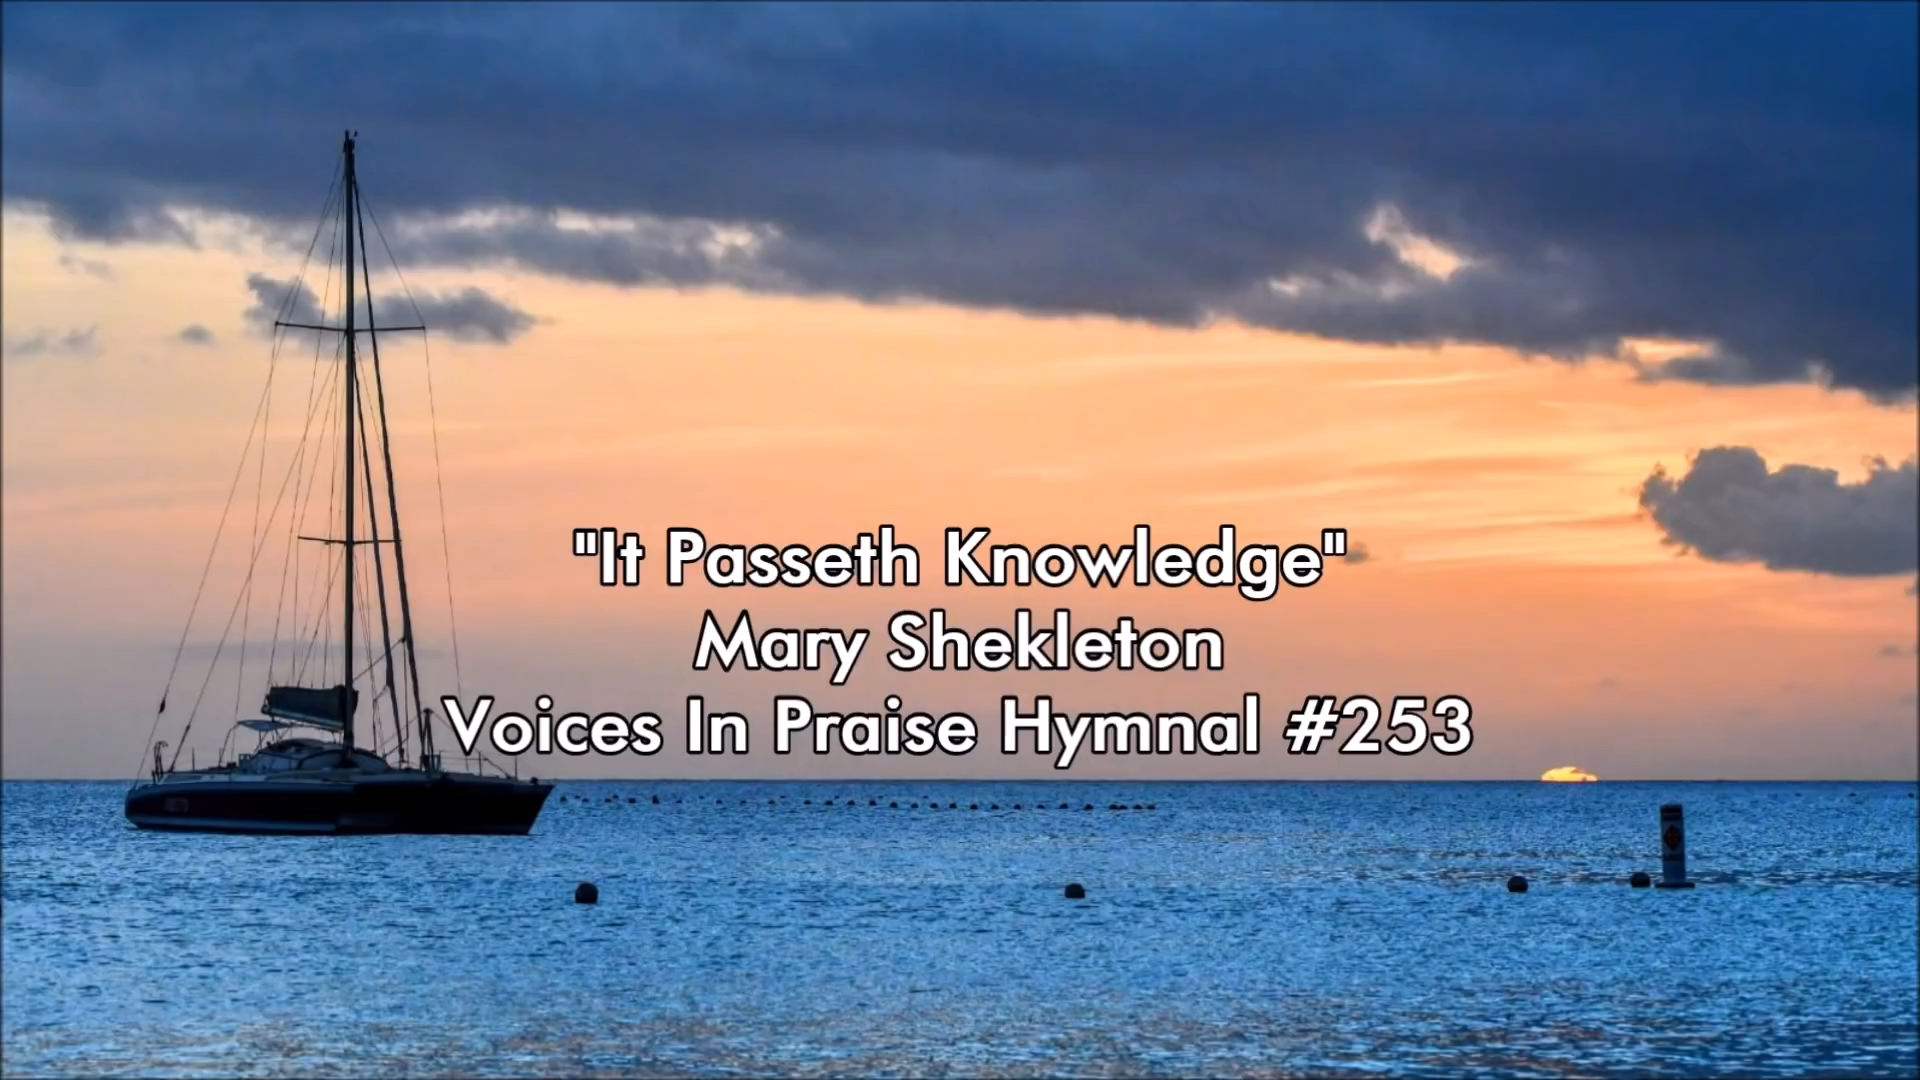 "It Passeth Knowledge"
Mary Shekleton
Voices In Praise Hymnal #253